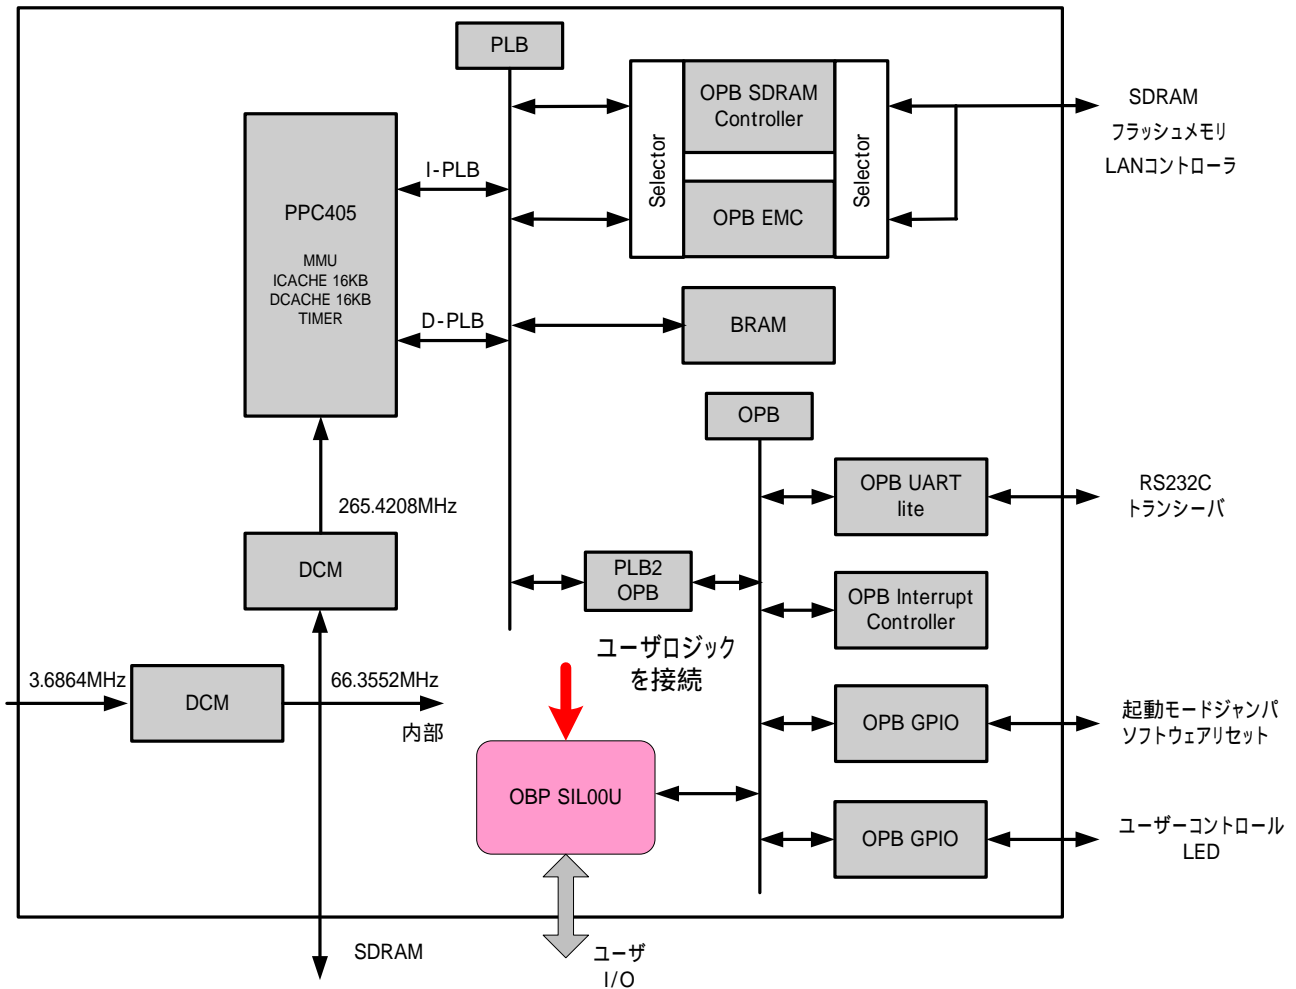 PLB
OPB SDRAM
Controller
Selector
Selector
OPB EMC
SDRAM
フラッシュメモリ
LANコントローラ
I-PLB
PPC405
MMU
ICACHE 16KB
DCACHE 16KB
TIMER
D-PLB
BRAM
OPB
OPB UART
lite
RS232C
トランシーバ
265.4208MHz
DCM
PLB2
OPB
OPB Interrupt
Controller
ユーザロジック
を接続
3.6864MHz
DCM
66.3552MHz
内部
OPB GPIO
起動モードジャンパ
ソフトウェアリセット
OBP SIL00U
OPB GPIO
ユーザーコントロール
LED
SDRAM
ユーザ
I/O